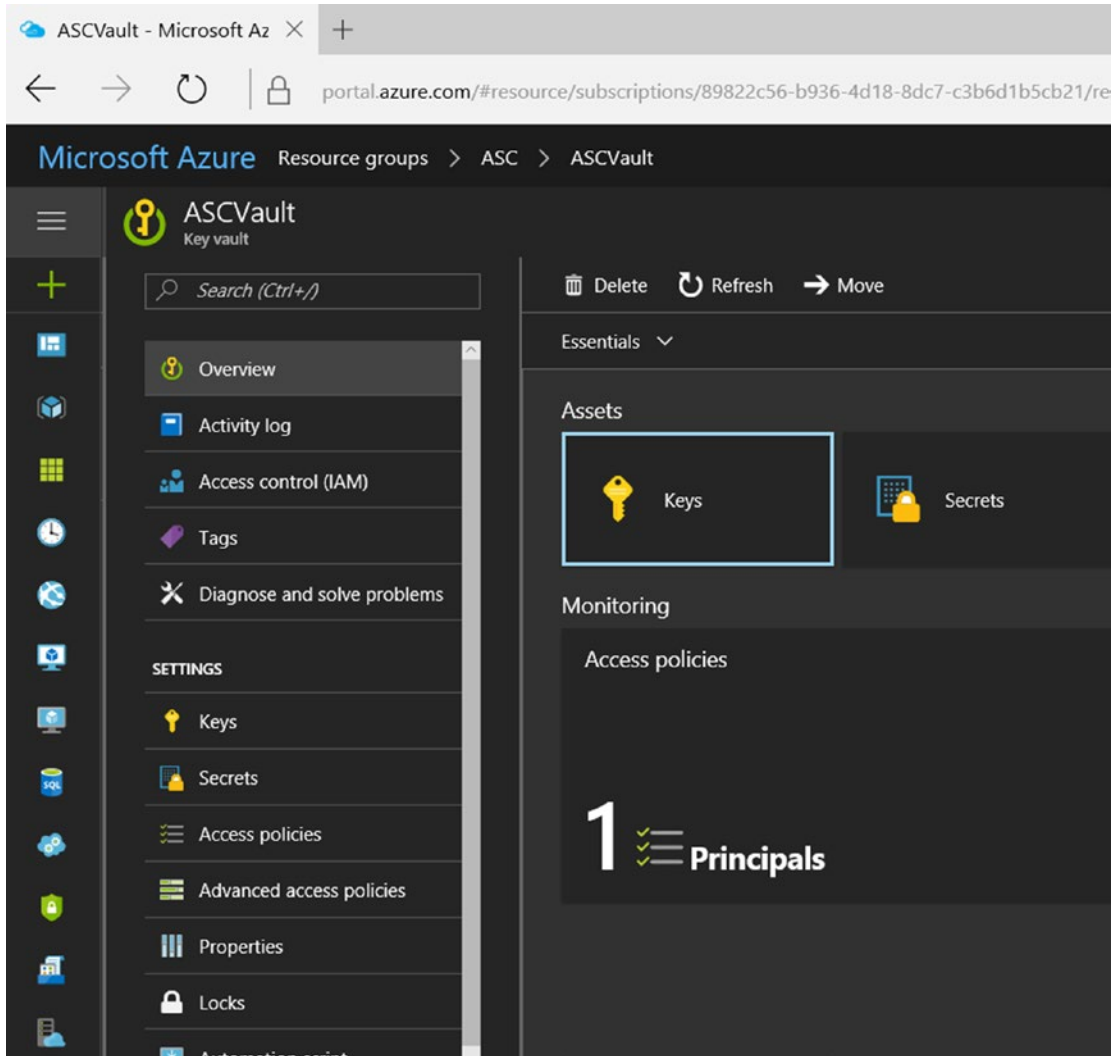 ASCVault - Microsoft Az
portal.azure.com/#resource/subscriptions/89822c56-b936-4d18-8dc7-c3b6d1b5cb21/re
Microsoft Azure Resource groups > ASC > ASCVault
ASCVault
Key vault
Search (Ctrl+/)
Overview
Activity log
Access control (IAM)
Tags
Diagnose and solve problems
SETTINGS
Keys
Secrets
Access policies
Advanced access policies
Properties
Locks
Automation script
Delete Refresh Move
Essentials
Assets
Keys
Secrets
Monitoring
Access policies
1 Principals
SQL